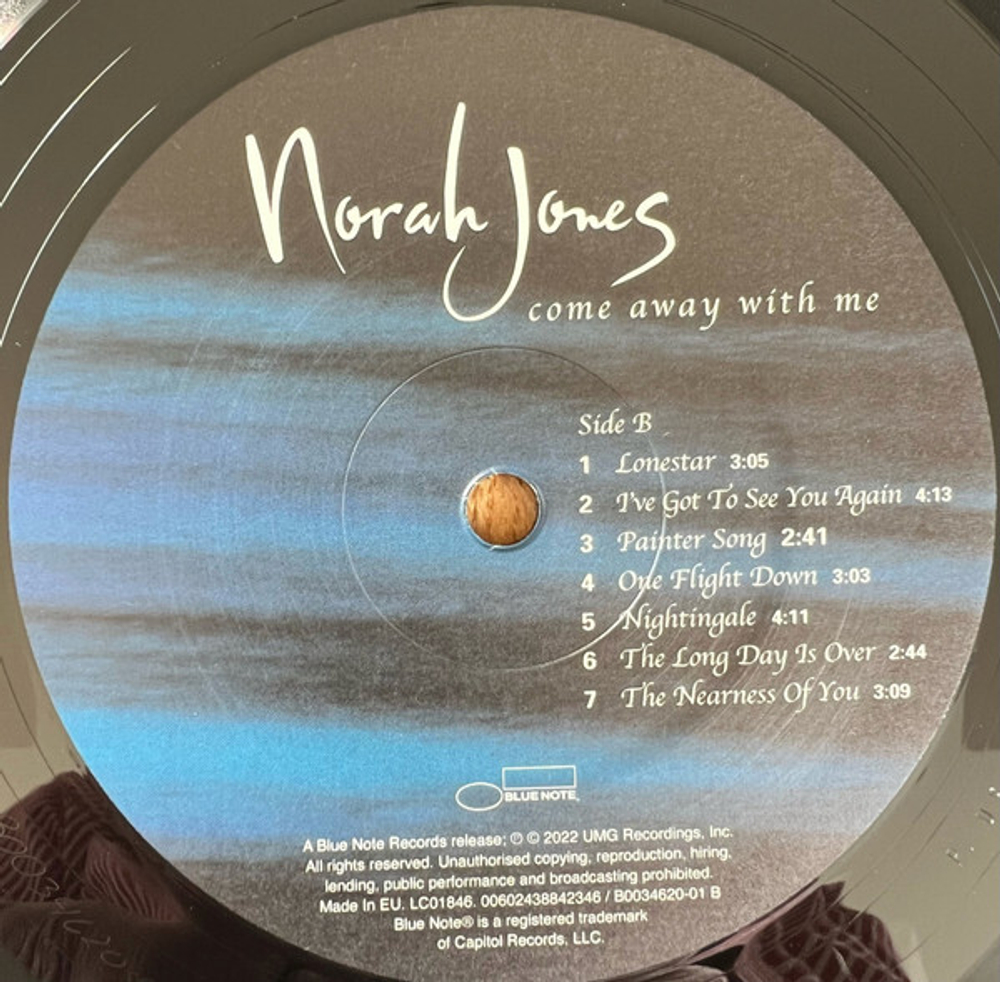 Norah Jones
come away with me
Side B
1 Lonestar 3:05
2 I've Got To See You Again 4:13
3 Painter Song 2:41
4 One Flight Down 3:03
5 Nightingale 4:11
6 The Long Day Is Over 2:44
7 The Nearness Of You 3:09
BLUE NOTE
A Blue Note Records release; ℗ © 2022 UMG Recordings, Inc.
All rights reserved. Unauthorised copying, reproduction, hiring,
lending, public performance and broadcasting prohibited.
Made In EU. LC01846. 00602438842346 / B0034620-01 B
Blue Note® is a registered trademark
of Capitol Records, LLC.